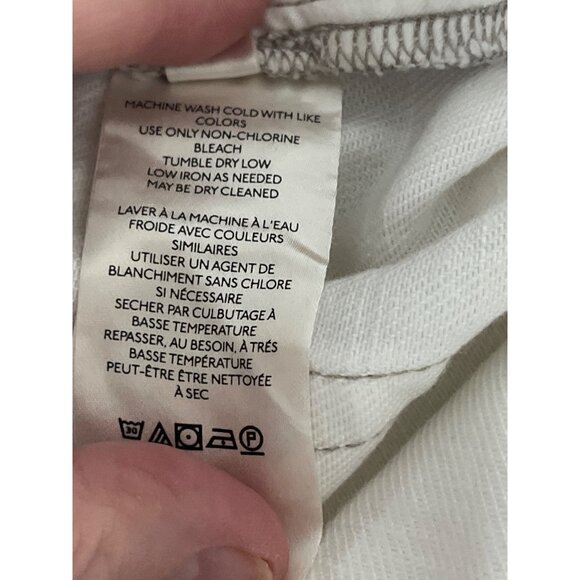 MACHINE WASH COLD WITH LIKE
COLORS
USE ONLY NON-CHLORINE
BLEACH
TUMBLE DRY LOW
LOW IRON AS NEEDED
MAY BE DRY CLEANED
LAVER À LA MACHINE À L'EAU
FROIDE AVEC COULEURS
SIMILAIRES
UTILISER UN AGENT DE
BLANCHIMENT SANS CHLORE
SI NÉCESSAIRE
SECHER PAR CULBUTAGE À
BASSE TEMPERATURE
REPASSER, AU BESOIN, À TRÉS
BASSE TEMPÉRATURE
PEUT-ÊTRE ÊTRE NETTOYÉE
À SEC
30 P